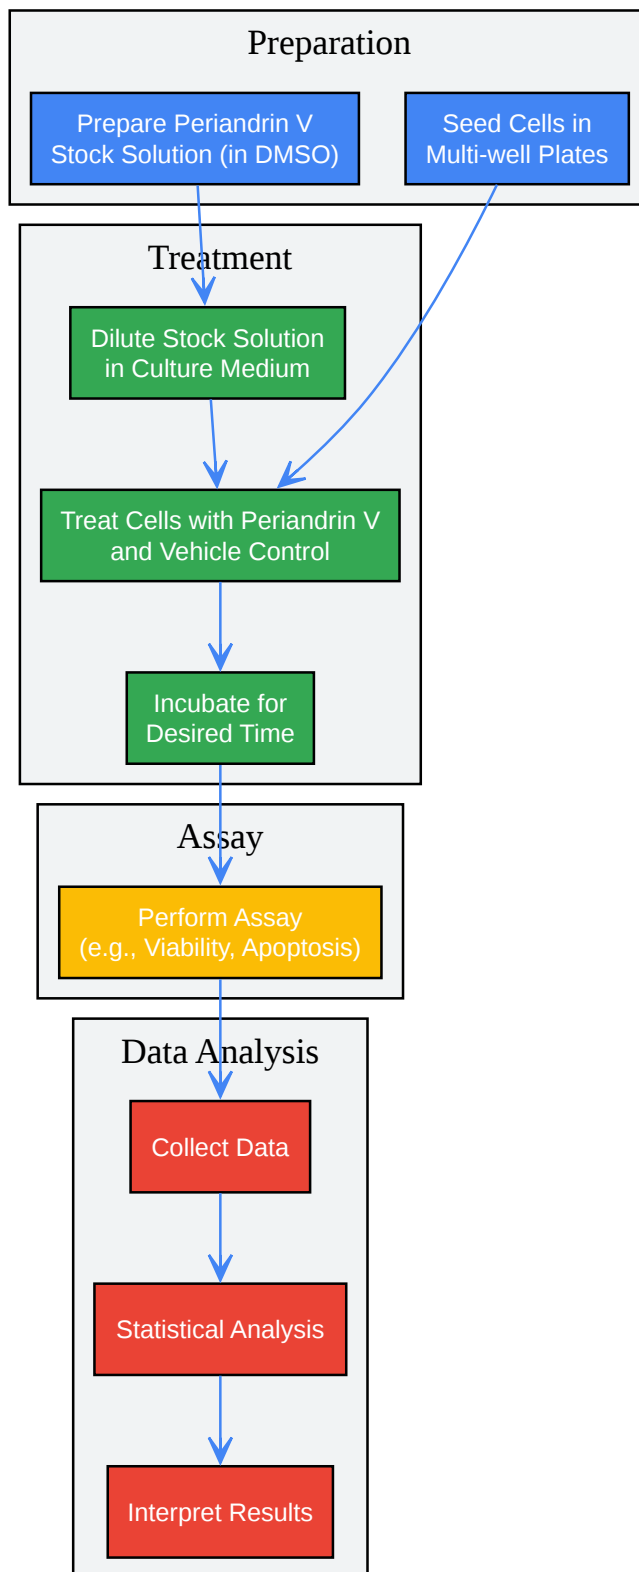 Preparation
Prepare Periandrin V
Stock Solution (in DMSO)
Seed Cells in
Multi-well Plates
Treatment
Dilute Stock Solution
in Culture Medium
Treat Cells with Periandrin V
and Vehicle Control
Incubate for
Desired Time
Assay
Perform Assay
(e.g., Viability, Apoptosis)
Data Analysis
Collect Data
Statistical Analysis
Interpret Results